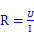 R = U/I